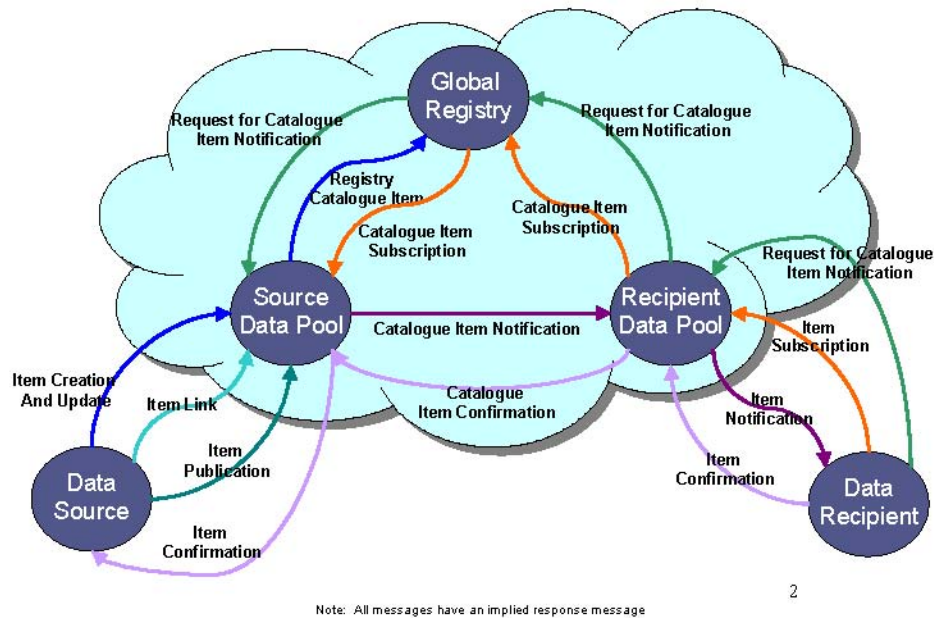 Global
Registry
Request for Catalogue
Item Notification
Request for Catalogue
Item Notification
Registry
Catalogue Item
Catalogue Item
Subscription
Catalogue Item
Subscription
Request for Catalogue
Item Notification
Source
Data Pool
Recipient
Data Pool
Catalogue Item Notification
Item
Subscription
Item Creation
And Update
Item Link
Catalogue
Item Confirmation
Item
Notification
Item
Publication
Item
Confirmation
Data
Source
Data
Recipient
Item
Confirmation
2
Note: All messages have an implied response message